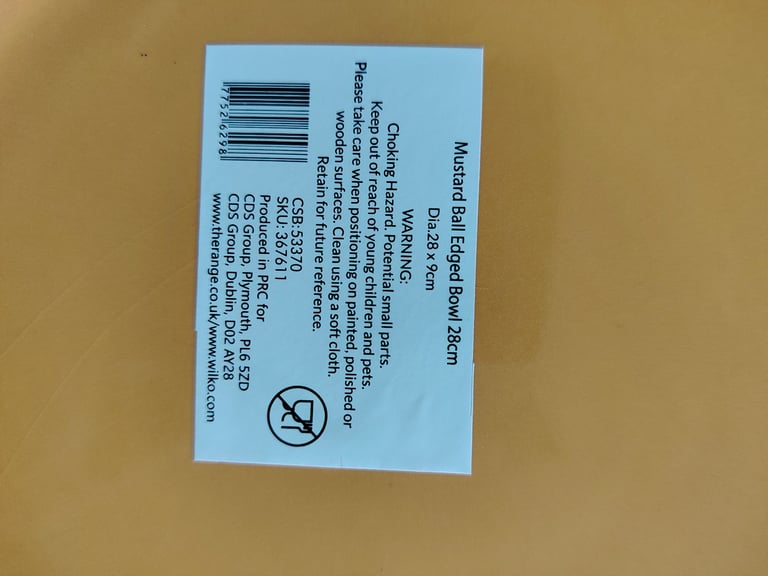 Mustard Ball Edged Bowl 28cm
Dia.28 x 9cm
WARNING:
Choking Hazard. Potential small parts.
Keep out of reach of young children and pets.
Please take care when positioning on painted, polished or
wooden surfaces. Clean using a soft cloth.
Retain for future reference.
CSB:53370
SKU: 367611
Produced in PRC for
CDS Group, Plymouth, PL6 5ZD
CDS Group, Dublin, D02 AY28
www.therange.co.uk/www.wilko.com
77526298